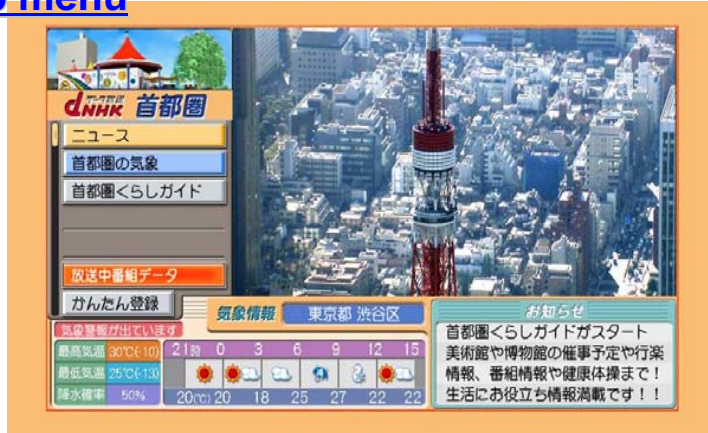 menu
dNHK 首都圏
ニュース
首都圏の気象
首都圏くらしガイド
放送中番組データ
かんたん登録
気象情報 東京都 渋谷区
気象警報が出ています
最高気温 30℃(-10)
最低気温 25℃(-13)
降水確率 50%
21時 0 3 6 9 12 15
20(℃) 20 18 25 27 22 22
お知らせ
首都圏くらしガイドがスタート
美術館や博物館の催事予定や行楽
情報、番組情報や健康体操まで！
生活にお役立ち情報満載です！！